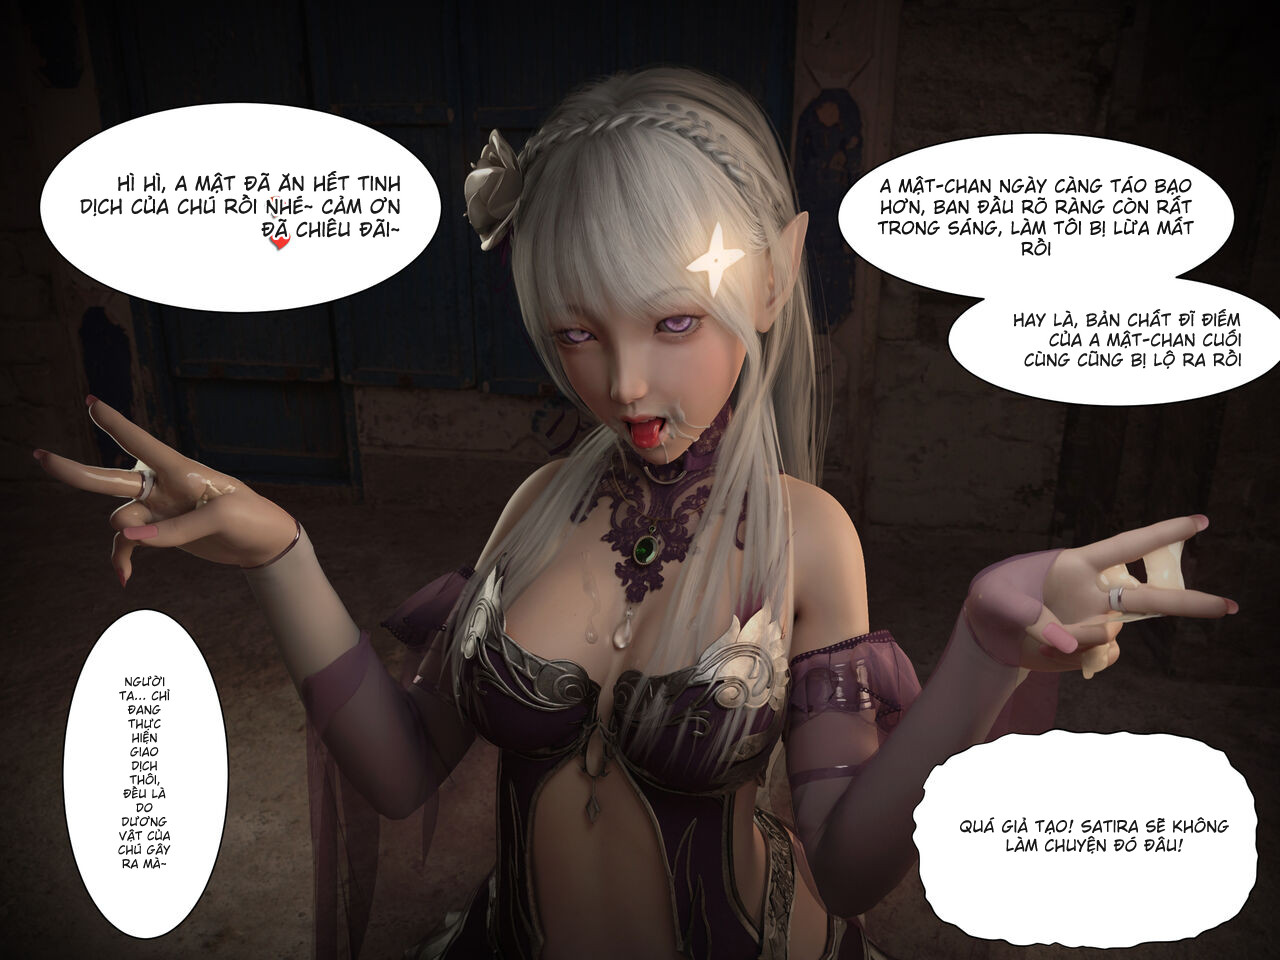 HÌ HÌ, A MẬT ĐÃ ĂN HẾT TINH
DỊCH CỦA CHÚ RỒI NHÉ~ CẢM ƠN
ĐÃ CHIÊU ĐÃI~
A MẬT-CHAN NGÀY CÀNG TÁO BẠO
HƠN, BAN ĐẦU RÕ RÀNG CÒN RẤT
TRONG SÁNG, LÀM TÔI BỊ LỪA MẤT
RỒI
HAY LÀ, BẢN CHẤT ĐĨ ĐIẾM
CỦA A MẬT-CHAN CUỐI
CÙNG CŨNG BỊ LỘ RA RỒI
NGƯỜI
TA... CHỈ
ĐANG
THỰC
HIỆN
GIAO
DỊCH
THÔI,
ĐỀU LÀ
DO
DƯƠNG
VẬT CỦA
CHÚ GÂY
RA MÀ~
QUÁ GIẢ TẠO! SATIRA SẼ KHÔNG
LÀM CHUYỆN ĐÓ ĐÂU!